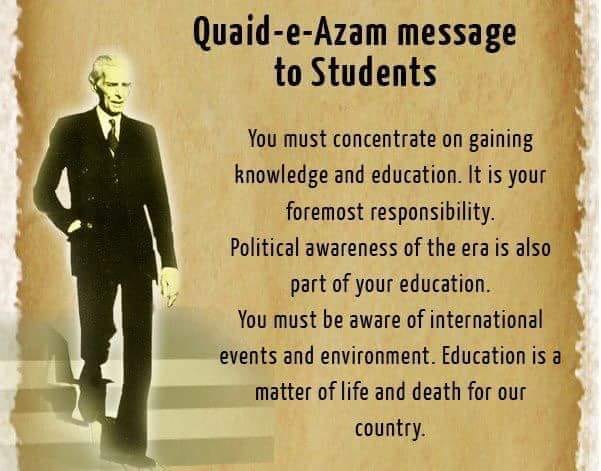 Quaid-e-Azam message
to Students
You must concentrate on gaining
knowledge and education. It is your
foremost responsibility.
Political awareness of the era is also
part of your education.
You must be aware of international
events and environment. Education is a
matter of life and death for our
country.